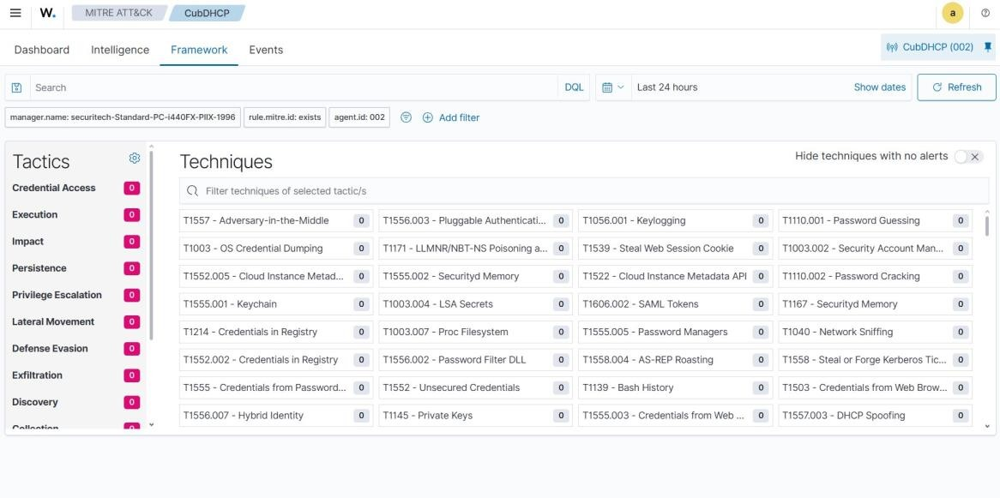 W. MITRE ATT&CK CubDHCP a
Dashboard Intelligence Framework Events CubDHCP (002)
Search DQL Last 24 hours Show dates Refresh
manager.name: securitech-Standard-PC-i440FX-PIIX-1996 rule.mitre.id: exists agent.id: 002 Add filter
Tactics
Credential Access 0
Execution 0
Impact 0
Persistence 0
Privilege Escalation 0
Lateral Movement 0
Defense Evasion 0
Exfiltration 0
Discovery 0
Collection 0
Techniques Hide techniques with no alerts
Filter techniques of selected tactic/s
T1557 - Adversary-in-the-Middle 0 T1556.003 - Pluggable Authenticati... 0 T1056.001 - Keylogging 0 T1110.001 - Password Guessing 0
T1003 - OS Credential Dumping 0 T1171 - LLMNR/NBT-NS Poisoning a... 0 T1539 - Steal Web Session Cookie 0 T1003.002 - Security Account Man... 0
T1552.005 - Cloud Instance Metad... 0 T1555.002 - Securityd Memory 0 T1522 - Cloud Instance Metadata API 0 T1110.002 - Password Cracking 0
T1555.001 - Keychain 0 T1003.004 - LSA Secrets 0 T1606.002 - SAML Tokens 0 T1167 - Securityd Memory 0
T1214 - Credentials in Registry 0 T1003.007 - Proc Filesystem 0 T1555.005 - Password Managers 0 T1040 - Network Sniffing 0
T1552.002 - Credentials in Registry 0 T1556.002 - Password Filter DLL 0 T1558.004 - AS-REP Roasting 0 T1558 - Steal or Forge Kerberos Tic... 0
T1555 - Credentials from Password... 0 T1552 - Unsecured Credentials 0 T1139 - Bash History 0 T1503 - Credentials from Web Brow... 0
T1556.007 - Hybrid Identity 0 T1145 - Private Keys 0 T1555.003 - Credentials from Web ... 0 T1557.003 - DHCP Spoofing 0